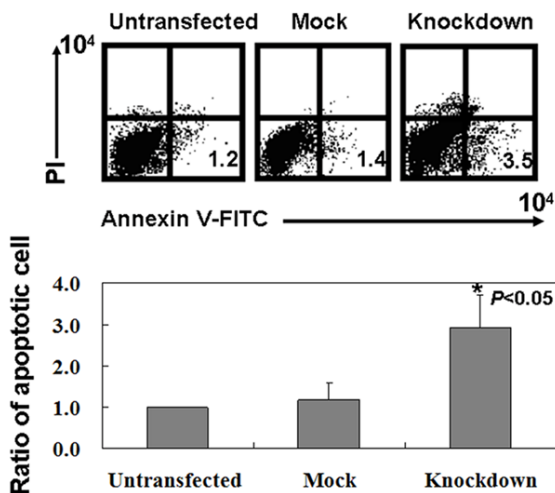 Untransfected Mock Knockdown
10⁴
PI
1.2 1.4 3.5
Annexin V-FITC 10⁴
Ratio of apoptotic cell
4.0
* P<0.05
3.0
2.0
1.0
0.0
Untransfected Mock Knockdown